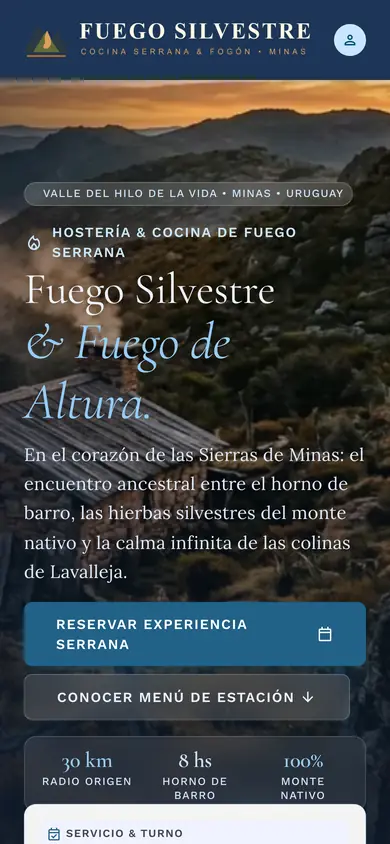 FUEGO SILVESTRE
COCINA SERRANA & FOGÓN • MINAS
VALLE DEL HILO DE LA VIDA • MINAS • URUGUAY
HOSTERÍA & COCINA DE FUEGO
SERRANA
Fuego Silvestre
& Fuego de
Altura.
En el corazón de las Sierras de Minas: el
encuentro ancestral entre el horno de
barro, las hierbas silvestres del monte
nativo y la calma infinita de las colinas
de Lavalleja.
RESERVAR EXPERIENCIA
SERRANA
CONOCER MENÚ DE ESTACIÓN ↓
30 km
RADIO ORIGEN
8 hs
HORNO DE
BARRO
100%
MONTE
NATIVO
SERVICIO & TURNO